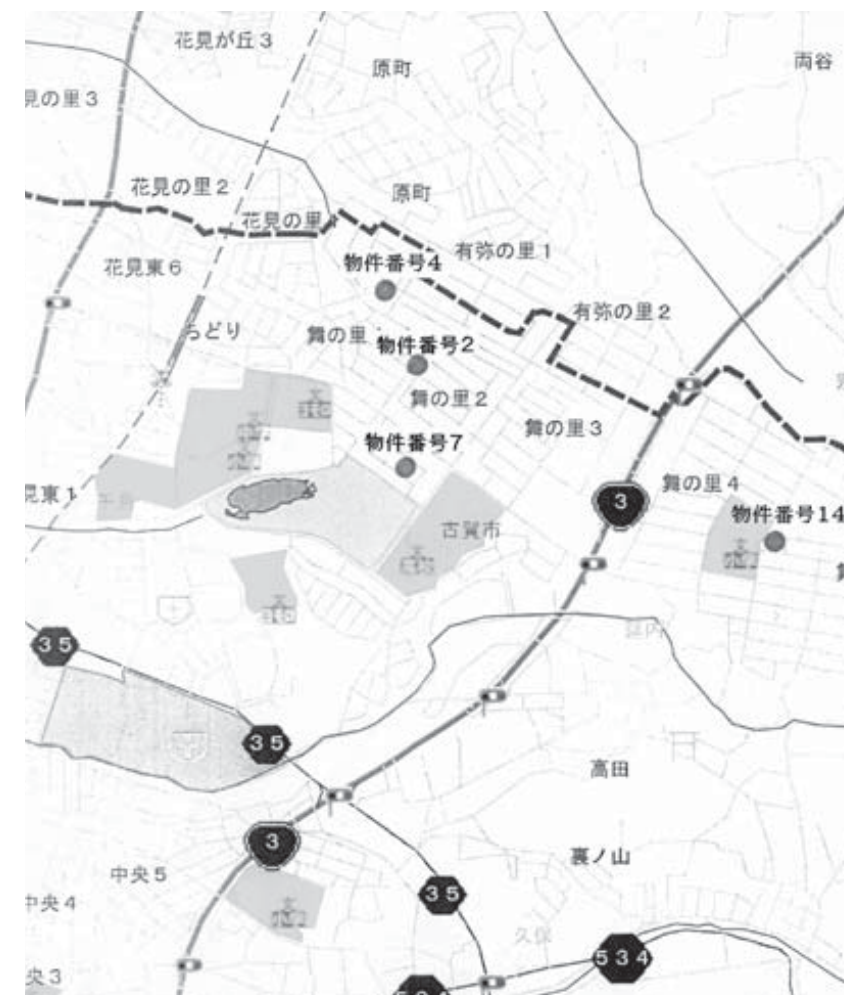 花見が丘3
原町
両谷
見の里3
花見の里2
原町
花見の里
有弥の里1
花見東6
物件番号4
有弥の里2
ちどり
舞の里
物件番号2
舞の里2
舞の里3
物件番号7
舞の里4
見東1
3
古賀市
物件番号14
35
35
高田
3
裏ノ山
中央5
35
中央4
久保
534
央3